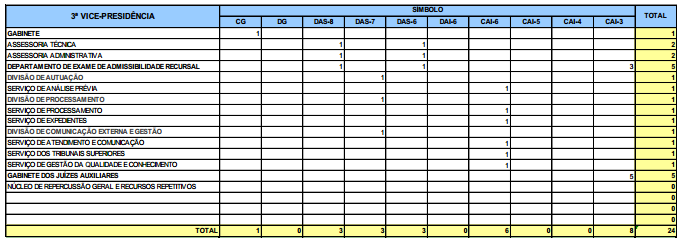 3ª VICE-PRESIDÊNCIA SÍMBOLO TOTAL
CG DG DAS-8 DAS-7 DAS-6 DAI-6 CAI-6 CAI-5 CAI-4 CAI-3
GABINETE 1 1
ASSESSORIA TÉCNICA 1 1 2
ASSESSORIA ADMINISTRATIVA 1 1 2
DEPARTAMENTO DE EXAME DE ADMISSIBILIDADE RECURSAL 1 1 3 5
DIVISÃO DE AUTUAÇÃO 1 1
SERVIÇO DE ANÁLISE PRÉVIA 1 1
DIVISÃO DE PROCESSAMENTO 1 1
SERVIÇO DE PROCESSAMENTO 1 1
SERVIÇO DE EXPEDIENTES 1 1
DIVISÃO DE COMUNICAÇÃO EXTERNA E GESTÃO 1 1
SERVIÇO DE ATENDIMENTO E COMUNICAÇÃO 1 1
SERVIÇO DOS TRIBUNAIS SUPERIORES 1 1
SERVIÇO DE GESTÃO DA QUALIDADE E CONHECIMENTO 1 1
GABINETE DOS JUÍZES AUXILIARES 5 5
NÚCLEO DE REPERCUSSÃO GERAL E RECURSOS REPETITIVOS 0
0
0
0
TOTAL 1 0 3 3 3 0 6 0 0 8 24